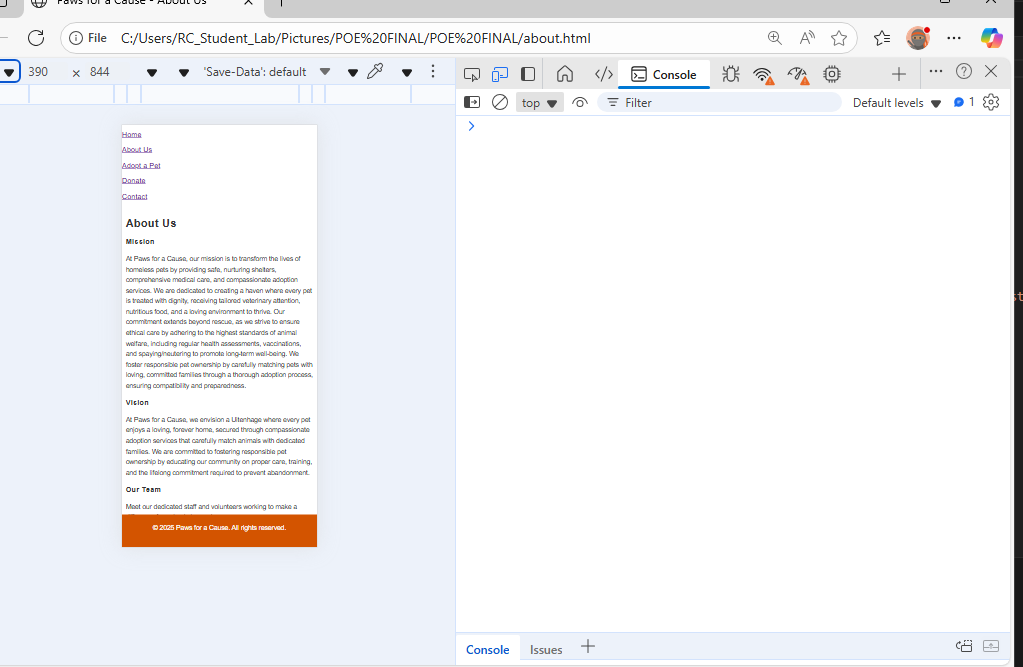 Paws for a Cause - About Us
File C:/Users/RC_Student_Lab/Pictures/POE%20FINAL/POE%20FINAL/about.html
390 × 844 'Save-Data': default
Console
top Filter Default levels 1
Home
About Us
Adopt a Pet
Donate
Contact
About Us
Mission
At Paws for a Cause, our mission is to transform the lives of
homeless pets by providing safe, nurturing shelters,
comprehensive medical care, and compassionate adoption
services. We are dedicated to creating a haven where every pet
is treated with dignity, receiving tailored veterinary attention,
nutritious food, and a loving environment to thrive. Our
commitment extends beyond rescue, as we strive to ensure
ethical care by adhering to the highest standards of animal
welfare, including regular health assessments, vaccinations,
and spaying/neutering to promote long-term well-being. We
foster responsible pet ownership by carefully matching pets with
loving, committed families through a thorough adoption process,
ensuring compatibility and preparedness.
Vision
At Paws for a Cause, we envision a Uitenhage where every pet
enjoys a loving, forever home, secured through compassionate
adoption services that carefully match animals with dedicated
families. We are committed to fostering responsible pet
ownership by educating our community on proper care, training,
and the lifelong commitment required to prevent abandonment.
Our Team
Meet our dedicated staff and volunteers working to make a
© 2025 Paws for a Cause. All rights reserved.
st
Console Issues